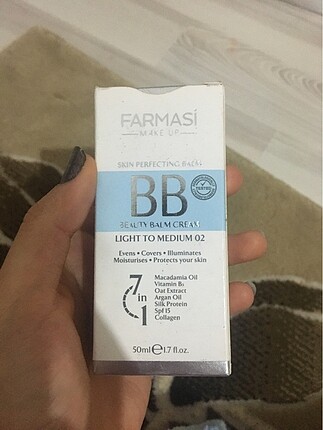 FARMASİ
MAKE UP
SKIN PERFECTING BALM
BB
TESTED
BEAUTY BALM CREAM
LIGHT TO MEDIUM 02
Evens • Covers • Illuminates
Moisturises • Protects your skin
7 in 1
Macadamia Oil
Vitamin B₅
Oat Extract
Argan Oil
Silk Protein
Spf 15
Collagen
50ml ℮ 1.7 fl.oz.